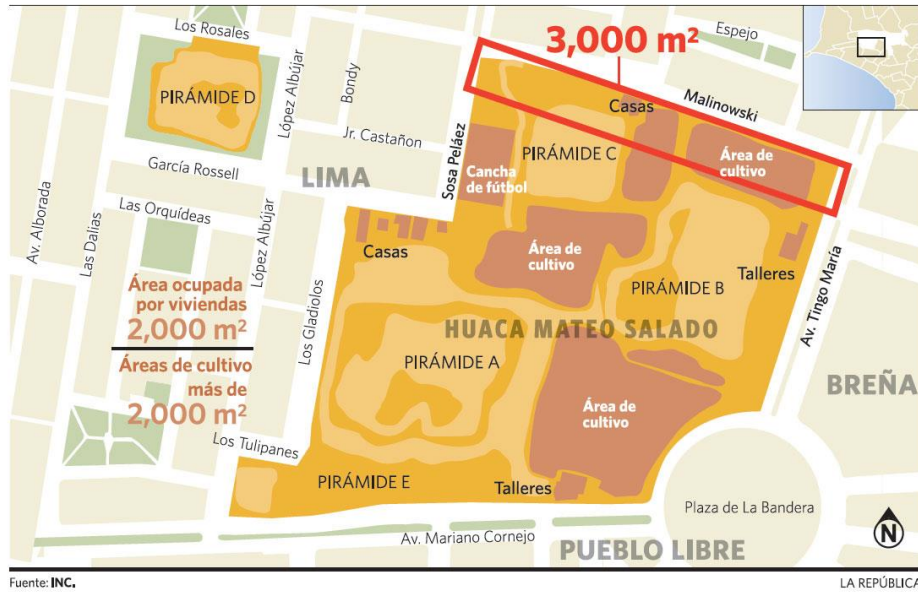 3,000 m²
Los Rosales
Espejo
PIRÁMIDE D
López Albújar
Bondy
Malinowski
Casas
Jr. Castañon
PIRÁMIDE C
Área de
cultivo
García Rossell
LIMA
Sosa Peláez
Cancha
de fútbol
Av. Alborada
Las Dalias
Las Orquídeas
López Albújar
Casas
Área de
cultivo
Talleres
Av. Tingo María
Área ocupada
por viviendas
2,000 m²
Los Gladiolos
PIRÁMIDE B
HUACA MATEO SALADO
Áreas de cultivo
más de
2,000 m²
PIRÁMIDE A
BREÑA
Área de
cultivo
Los Tulipanes
PIRÁMIDE E
Talleres
Plaza de La Bandera
Av. Mariano Cornejo
PUEBLO LIBRE
N
Fuente: INC.
LA REPÚBLICA